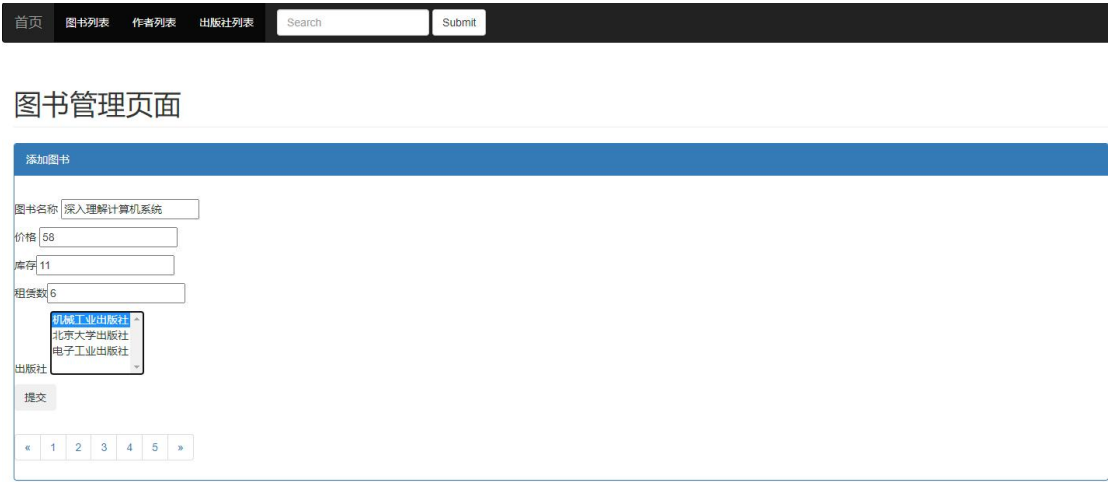 首页 图书列表 作者列表 出版社列表 Search Submit
图书管理页面
添加图书
图书名称 深入理解计算机系统
价格 58
库存 11
租赁数 6
机械工业出版社
北京大学出版社
电子工业出版社
出版社
提交
« 1 2 3 4 5 »